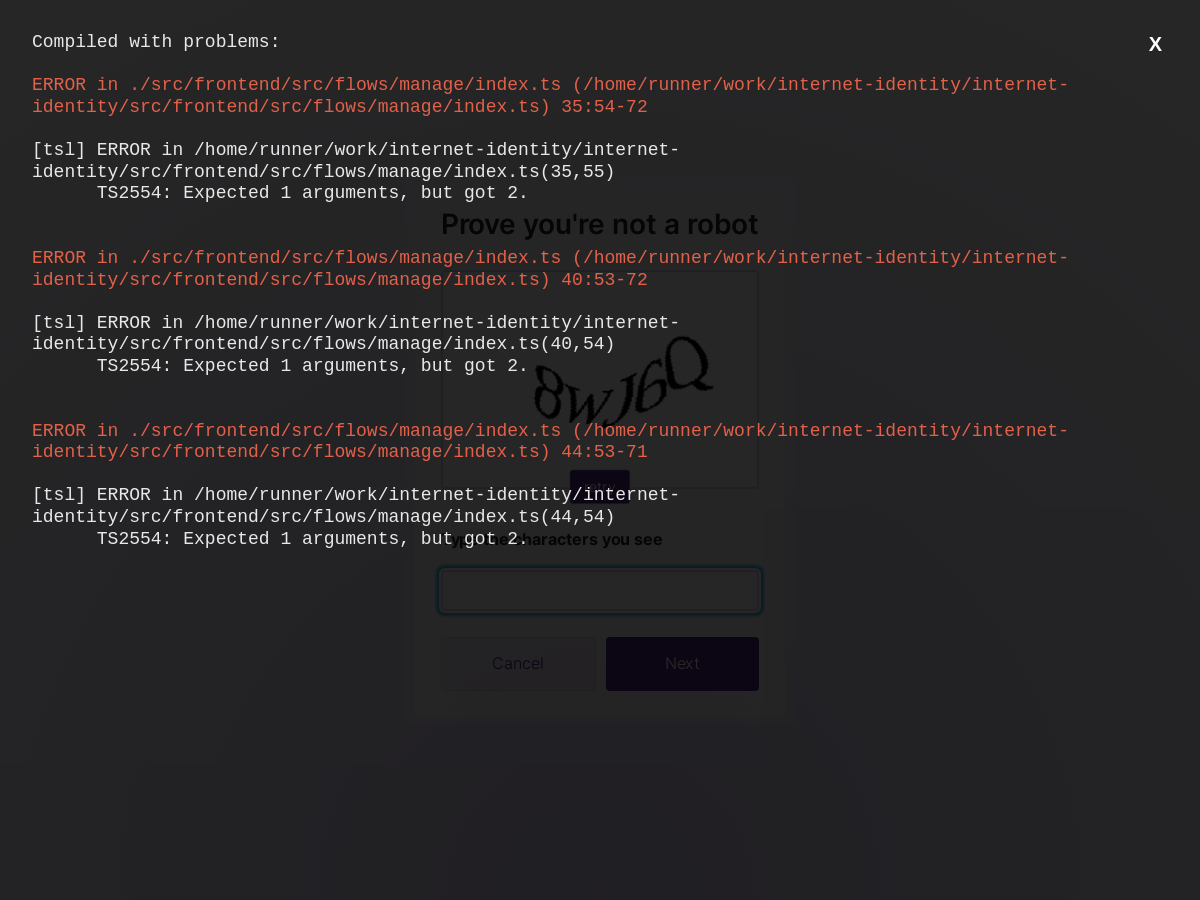 Compiled with problems:
X
ERROR in ./src/frontend/src/flows/manage/index.ts (/home/runner/work/internet-identity/internet-
identity/src/frontend/src/flows/manage/index.ts) 35:54-72
[tsl] ERROR in /home/runner/work/internet-identity/internet-
identity/src/frontend/src/flows/manage/index.ts(35,55)
TS2554: Expected 1 arguments, but got 2.
Prove you're not a robot
ERROR in ./src/frontend/src/flows/manage/index.ts (/home/runner/work/internet-identity/internet-
identity/src/frontend/src/flows/manage/index.ts) 40:53-72
[tsl] ERROR in /home/runner/work/internet-identity/internet-
identity/src/frontend/src/flows/manage/index.ts(40,54)
TS2554: Expected 1 arguments, but got 2.
8WJ6Q
ERROR in ./src/frontend/src/flows/manage/index.ts (/home/runner/work/internet-identity/internet-
identity/src/frontend/src/flows/manage/index.ts) 44:53-71
retry
[tsl] ERROR in /home/runner/work/internet-identity/internet-
identity/src/frontend/src/flows/manage/index.ts(44,54)
TS2554: Expected 1 arguments, but got 2.
Type the characters you see
Cancel
Next